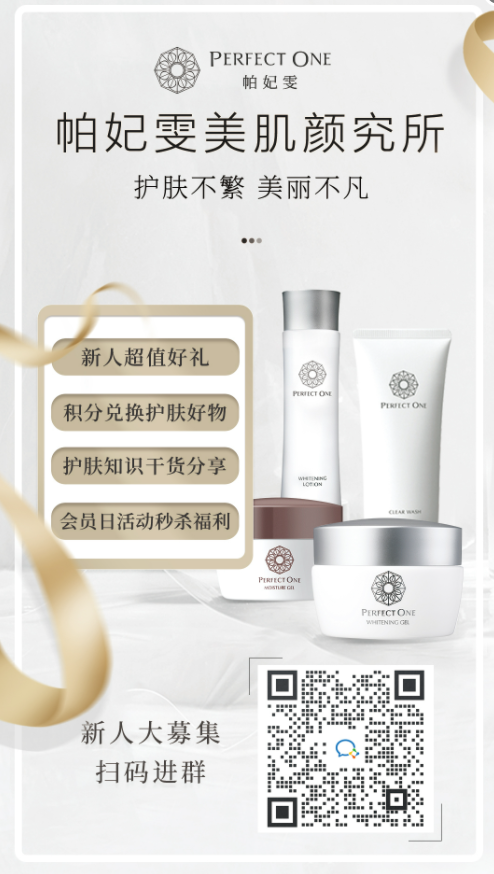 PERFECT ONE
帕妃雯
帕妃雯美肌颜究所
护肤不繁 美丽不凡
新人超值好礼
积分兑换护肤好物
护肤知识干货分享
会员日活动秒杀福利
PERFECT ONE
WHITENING
LOTION
PERFECT ONE
CLEAR WASH
PERFECT ONE
MOISTURE GEL
PERFECT ONE
WHITENING GEL
新人大募集
扫码进群